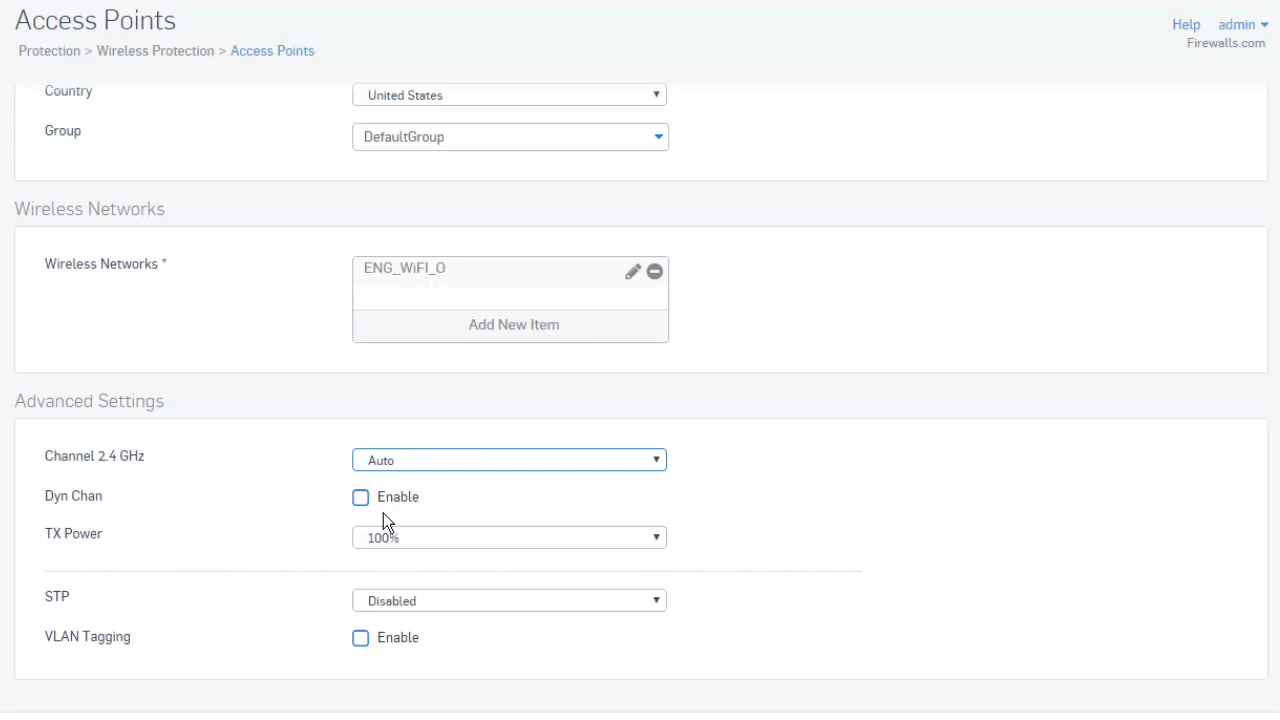 Access Points
Help admin
Protection > Wireless Protection > Access Points
Firewalls.com
Country United States
Group DefaultGroup
Wireless Networks
Wireless Networks * ENG_WiFI_O
Add New Item
Advanced Settings
Channel 2.4 GHz Auto
Dyn Chan Enable
TX Power 100%
STP Disabled
VLAN Tagging Enable